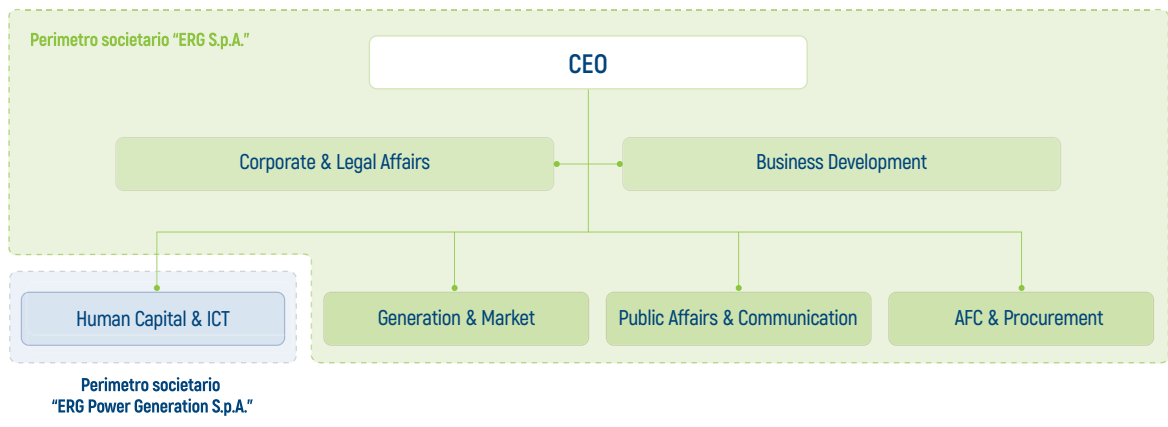 Perimetro societario “ERG S.p.A.”
CEO
Corporate & Legal Affairs
Business Development
Human Capital & ICT
Generation & Market
Public Affairs & Communication
AFC & Procurement
Perimetro societario
“ERG Power Generation S.p.A.”